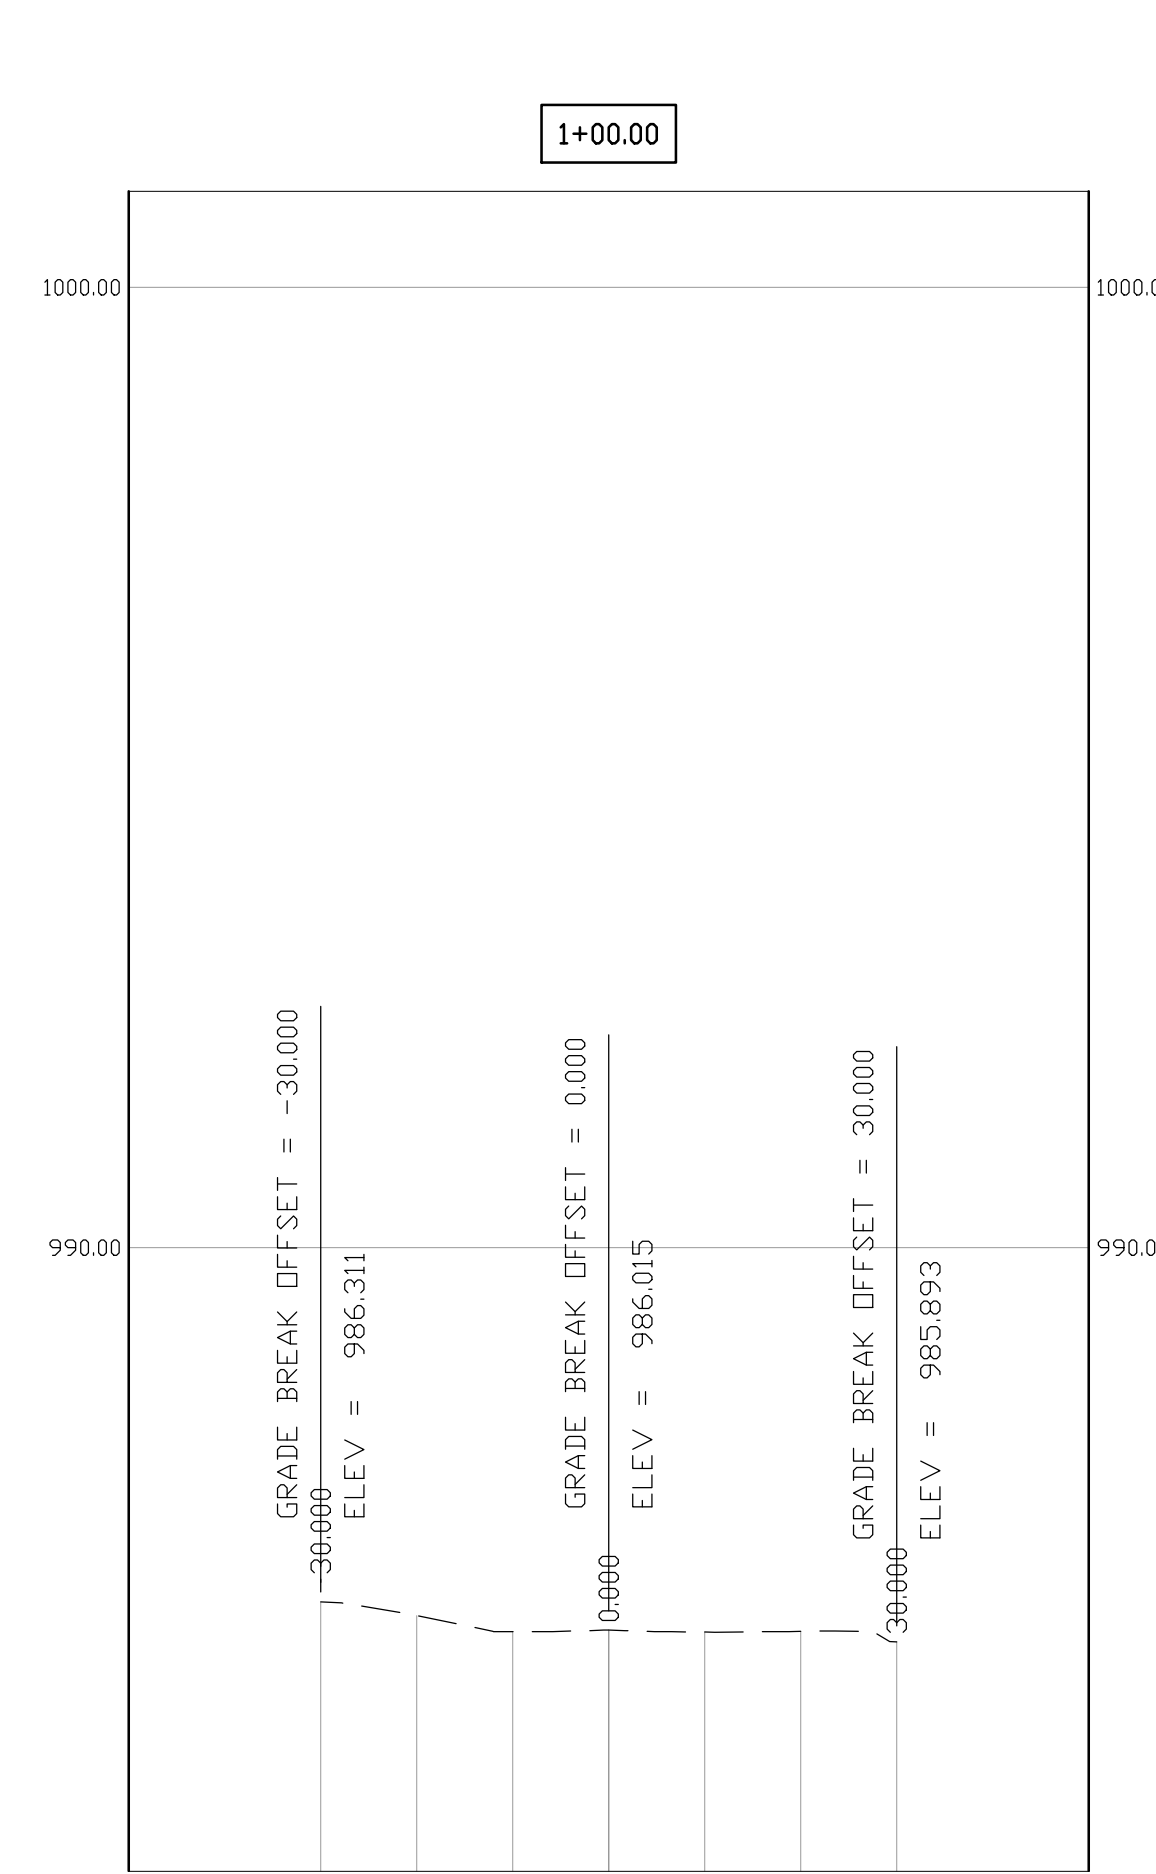 1+00.00
1000.00
1000.0
GRADE BREAK OFFSET = -30.000
ELEV = 986.311
GRADE BREAK OFFSET = 0.000
ELEV = 986.015
GRADE BREAK OFFSET = 30.000
ELEV = 985.893
990.00
990.0
-30.000
0.000
30.000